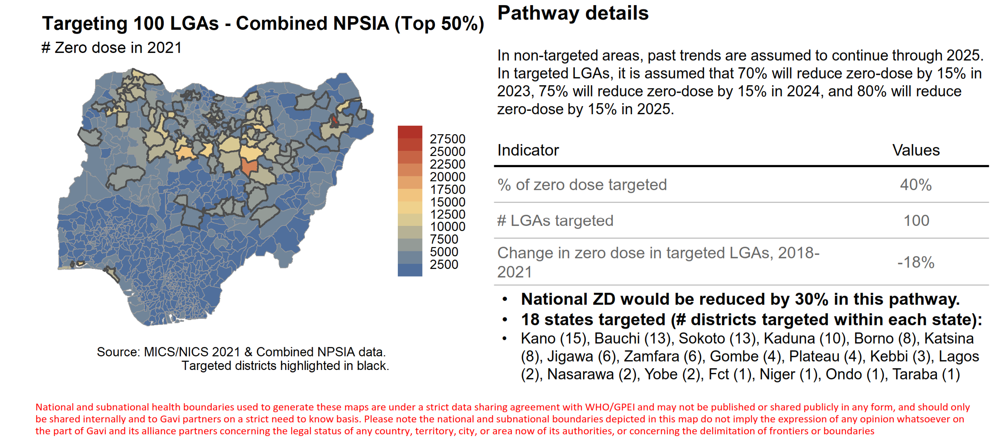 Targeting 100 LGAs - Combined NPSIA (Top 50%)
# Zero dose in 2021
27500
25000
22500
20000
17500
15000
12500
10000
7500
5000
2500
Source: MICS/NICS 2021 & Combined NPSIA data.
Targeted districts highlighted in black.
Pathway details
In non-targeted areas, past trends are assumed to continue through 2025.
In targeted LGAs, it is assumed that 70% will reduce zero-dose by 15% in
2023, 75% will reduce zero-dose by 15% in 2024, and 80% will reduce
zero-dose by 15% in 2025.
Indicator Values
% of zero dose targeted 40%
# LGAs targeted 100
Change in zero dose in targeted LGAs, 2018-
2021 -18%
• National ZD would be reduced by 30% in this pathway.
• 18 states targeted (# districts targeted within each state):
• Kano (15), Bauchi (13), Sokoto (13), Kaduna (10), Borno (8), Katsina
(8), Jigawa (6), Zamfara (6), Gombe (4), Plateau (4), Kebbi (3), Lagos
(2), Nasarawa (2), Yobe (2), Fct (1), Niger (1), Ondo (1), Taraba (1)
National and subnational health boundaries used to generate these maps are under a strict data sharing agreement with WHO/GPEI and may not be published or shared publicly in any form, and should only
be shared internally and to Gavi partners on a strict need to know basis. Please note the national and subnational boundaries depicted in this map do not imply the expression of any opinion whatsoever on
the part of Gavi and its alliance partners concerning the legal status of any country, territory, city, or area now of its authorities, or concerning the delimitation of frontiers or boundaries